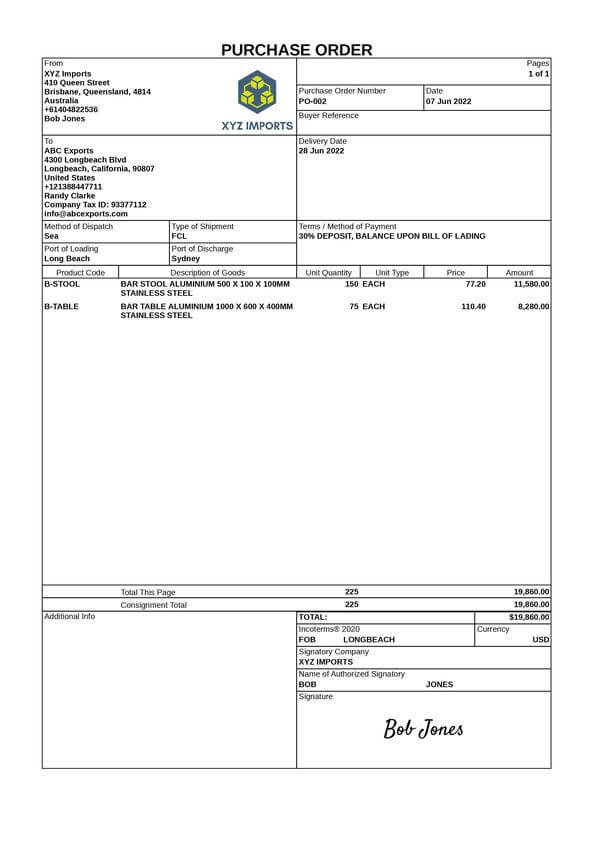 PURCHASE ORDER
From
XYZ Imports
410 Queen Street
Brisbane, Queensland, 4814
Australia
+61404822536
Bob Jones
XYZ IMPORTS
Pages
1 of 1
Purchase Order Number
PO-002
Date
07 Jun 2022
Buyer Reference
To
ABC Exports
4300 Longbeach Blvd
Longbeach, California, 90807
United States
+121388447711
Randy Clarke
Company Tax ID: 93377112
info@abcexports.com
Delivery Date
28 Jun 2022
Method of Dispatch
Sea
Type of Shipment
FCL
Terms / Method of Payment
30% DEPOSIT, BALANCE UPON BILL OF LADING
Port of Loading
Long Beach
Port of Discharge
Sydney
Product Code Description of Goods Unit Quantity Unit Type Price Amount
B-STOOL BAR STOOL ALUMINIUM 500 X 100 X 100MM 150 EACH 77.20 11,580.00
STAINLESS STEEL
B-TABLE BAR TABLE ALUMINIUM 1000 X 600 X 400MM 75 EACH 110.40 8,280.00
STAINLESS STEEL
Total This Page 225 19,860.00
Consignment Total 225 19,860.00
Additional Info
TOTAL: $19,860.00
Incoterms® 2020
FOB LONGBEACH
Currency
USD
Signatory Company
XYZ IMPORTS
Name of Authorized Signatory
BOB JONES
Signature
Bob Jones